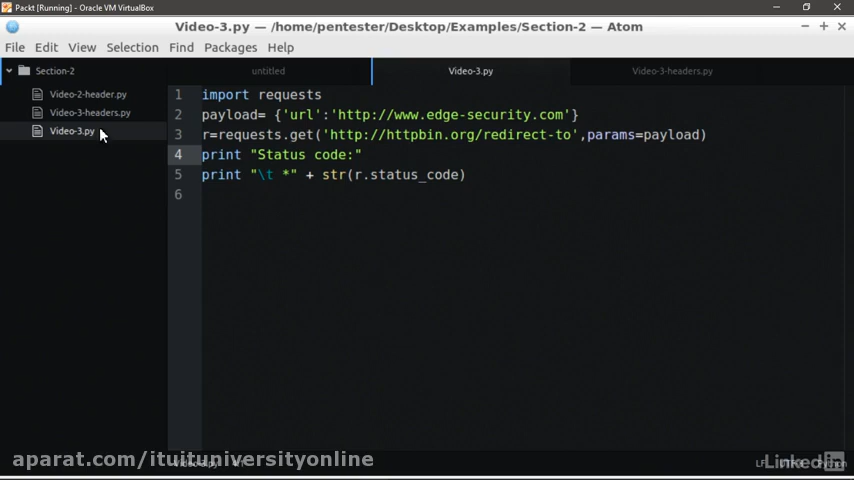 Packt [Running] - Oracle VM VirtualBox
Video-3.py — /home/pentester/Desktop/Examples/Section-2 — Atom
File Edit View Selection Find Packages Help
Section-2
untitled
Video-3.py
Video-3-headers.py
Video-2-header.py
Video-3-headers.py
Video-3.py
1 import requests
2 payload= {'url':'http://www.edge-security.com'}
3 r=requests.get('http://httpbin.org/redirect-to',params=payload)
4 print "Status code:"
5 print "\t *" + str(r.status_code)
6
aparat.com/ituituniversityonline
LinkedIn